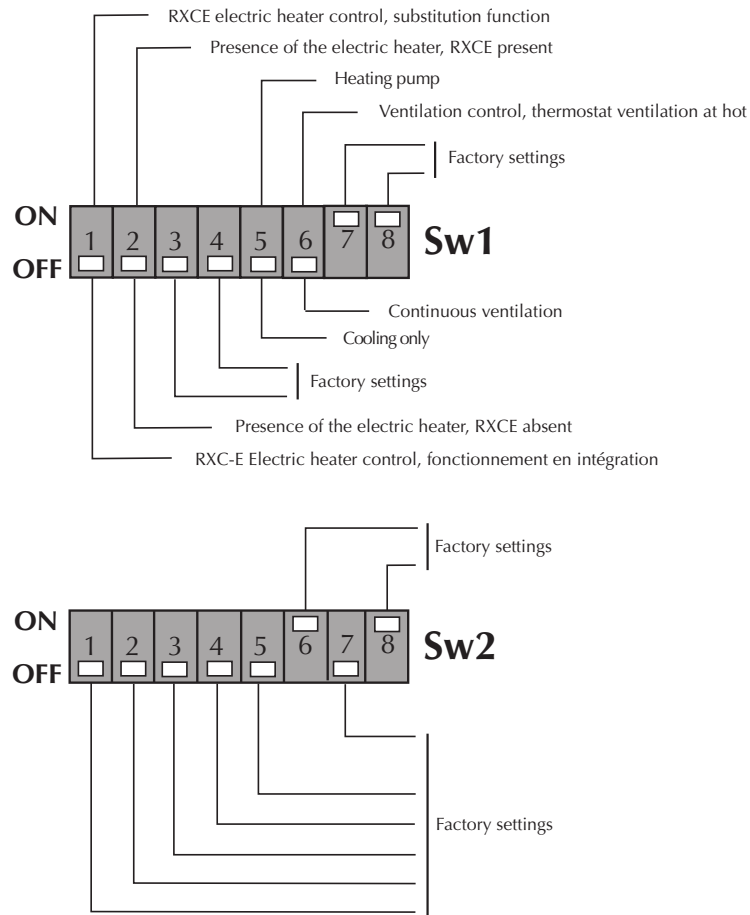 RXCE electric heater control, substitution function
Presence of the electric heater, RXCE present
Heating pump
Ventilation control, thermostat ventilation at hot
Factory settings
ON
1 2 3 4 5 6 7 8
Sw1
OFF
Continuous ventilation
Cooling only
Factory settings
Presence of the electric heater, RXCE absent
RXC-E Electric heater control, fonctionnement en intégration
Factory settings
ON
1 2 3 4 5 6 7 8
Sw2
OFF
Factory settings